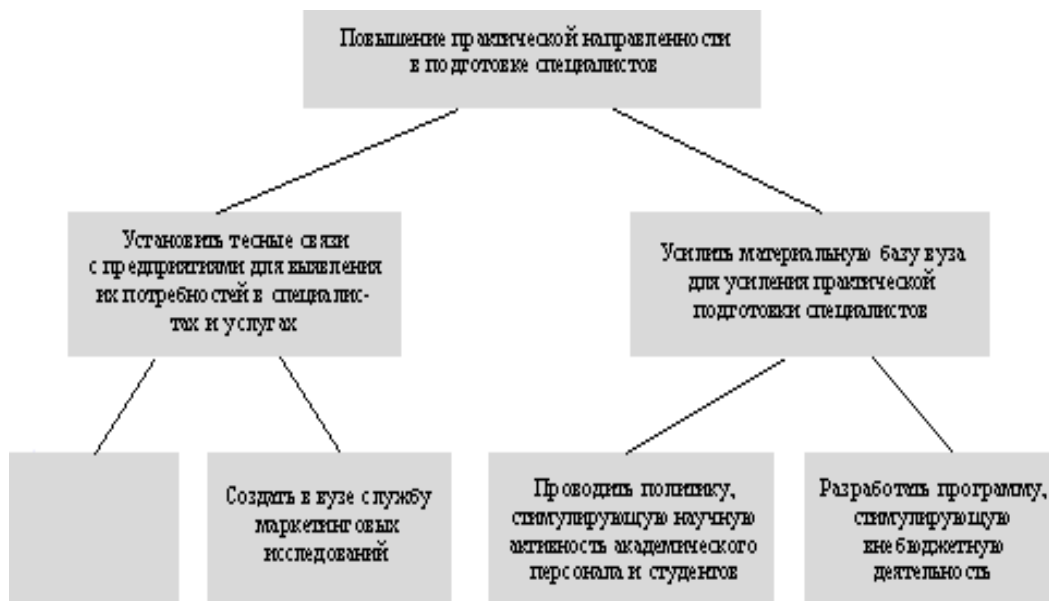 Повышение практической направленности
в подготовке специалистов
Установить тесные связи
с предприятиями для выявления
их потребностей в специалис-
тах и услугах
Усилить материальную базу вуза
для усиления практической
подготовки специалистов
Создать в вузе службу
маркетинговых
исследований
Проводить политику,
стимулирующую научную
активность академического
персонала и студентов
Разработать программу,
стимулирующую
внебюджетную
деятельность